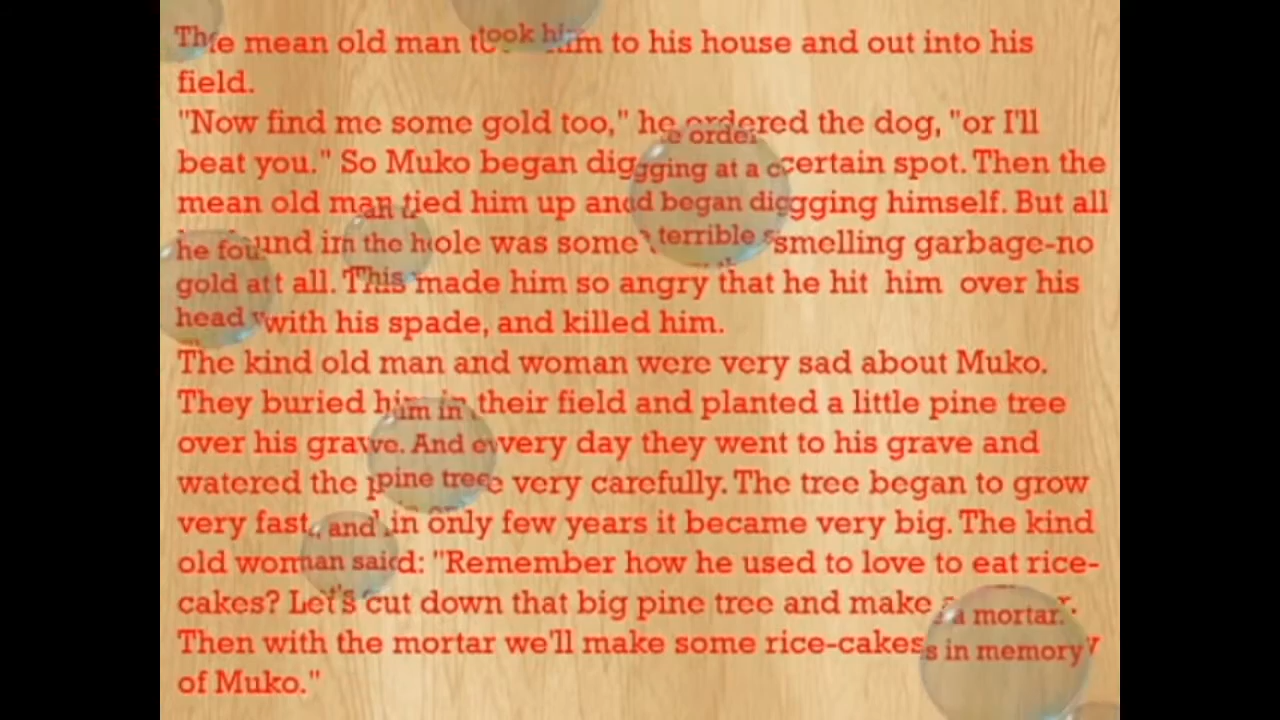 The mean old man took him to his house and out into his
field.
"Now find me some gold too," he ordered the dog, "or I'll
beat you." So Muko began digging at a certain spot. Then the
mean old man tied him up and began digging himself. But all
he found in the hole was some terrible smelling garbage-no
gold at all. This made him so angry that he hit him over his
head with his spade, and killed him.
The kind old man and woman were very sad about Muko.
They buried him in their field and planted a little pine tree
over his grave. And every day they went to his grave and
watered the pine tree very carefully. The tree began to grow
very fast, and in only few years it became very big. The kind
old woman said: "Remember how he used to love to eat rice-
cakes? Let's cut down that big pine tree and make a mortar.
Then with the mortar we'll make some rice-cakes in memory
of Muko."